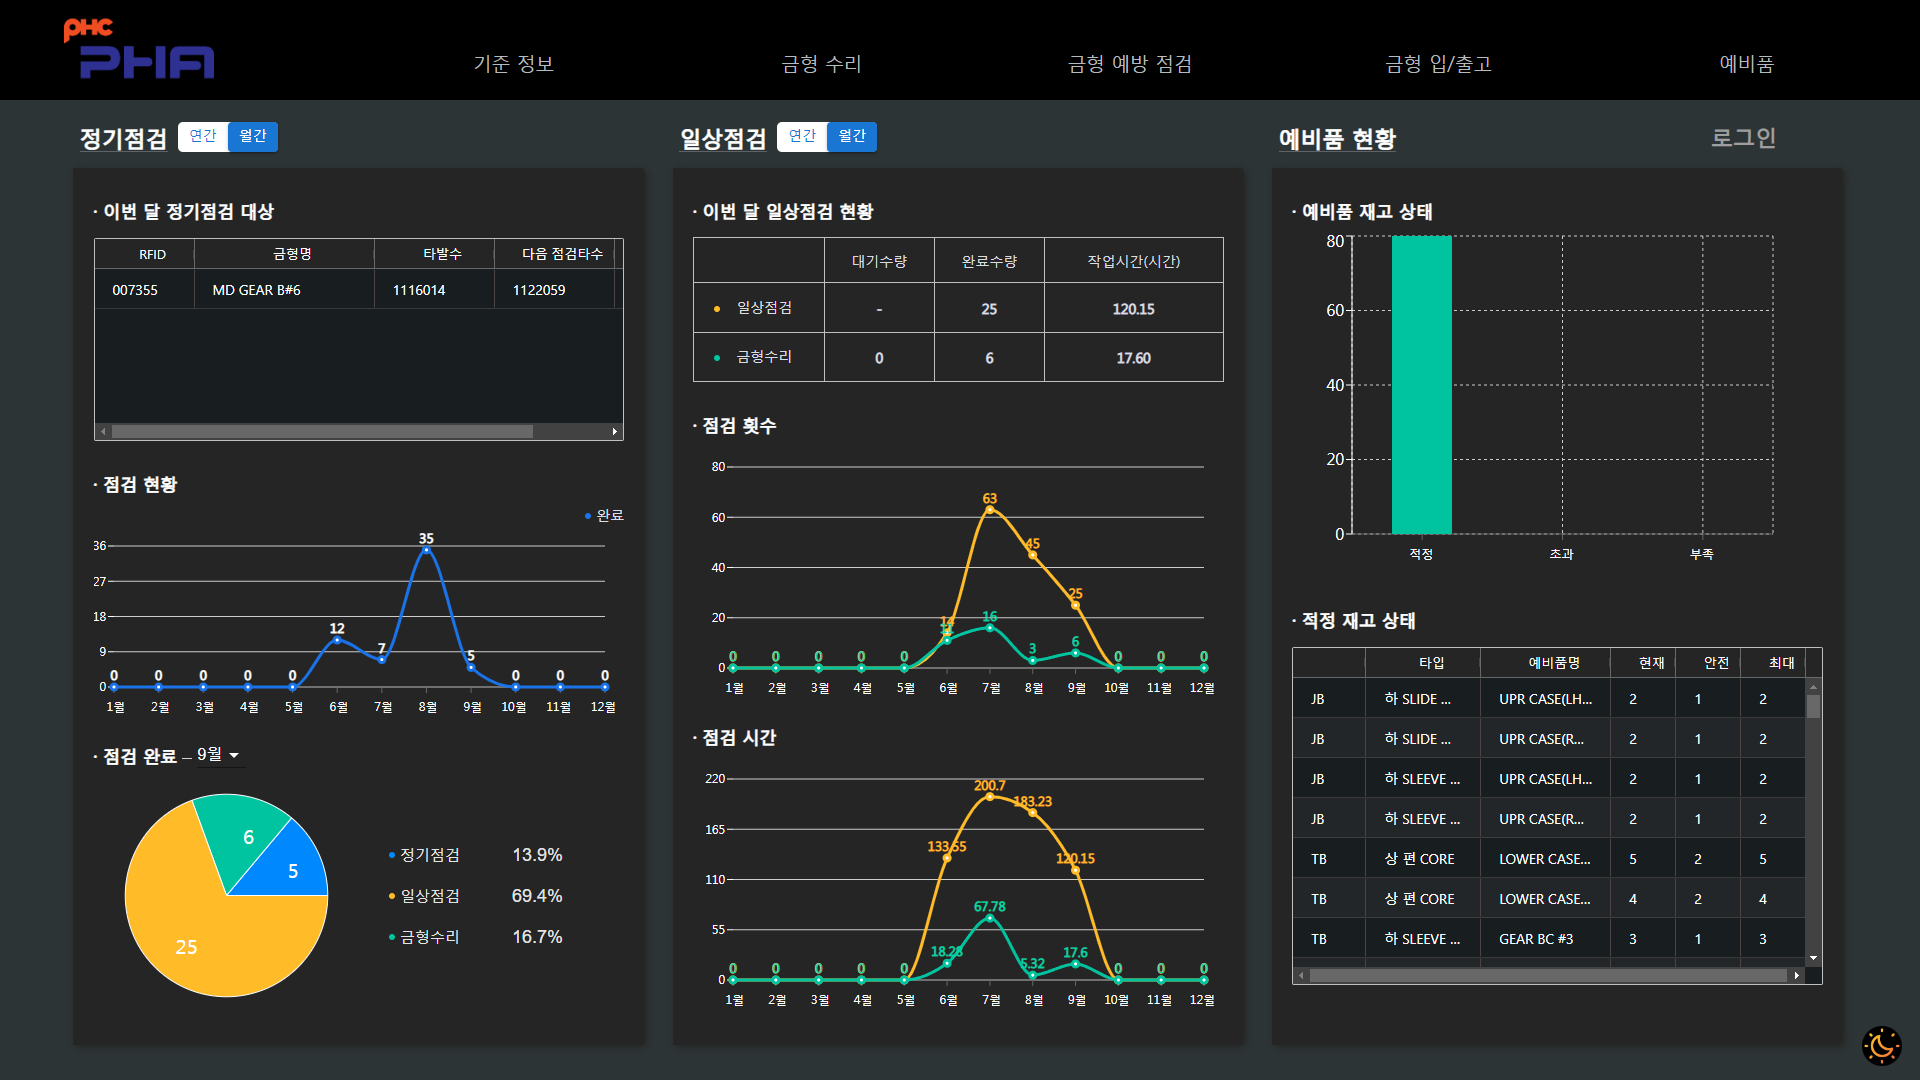 PHC
PHA
기준 정보
금형 수리
금형 예방 점검
금형 입/출고
예비품
정기점검 연간 월간
· 이번 달 정기점검 대상
RFID 금형명 타발수 다음 점검타수
007355 MD GEAR B#6 1116014 1122059
· 점검 현황
완료
36
27
18
9
0
0 0 0 0 0 12 7 35 5 0 0 0
1월 2월 3월 4월 5월 6월 7월 8월 9월 10월 11월 12월
· 점검 완료 – 9월
6
5
25
정기점검 13.9%
일상점검 69.4%
금형수리 16.7%
일상점검 연간 월간
· 이번 달 일상점검 현황
대기수량 완료수량 작업시간(시간)
일상점검 - 25 120.15
금형수리 0 6 17.60
· 점검 횟수
80
60
40
20
0
0 0 0 0 0 14 63 45 25 0 0 0
16 3 6
1월 2월 3월 4월 5월 6월 7월 8월 9월 10월 11월 12월
· 점검 시간
220
165
110
55
0
0 0 0 0 0 133.55 200.7 183.23 120.15 0 0 0
18.28 67.78 5.32 17.6
1월 2월 3월 4월 5월 6월 7월 8월 9월 10월 11월 12월
예비품 현황
로그인
· 예비품 재고 상태
80
60
40
20
0
적정 초과 부족
· 적정 재고 상태
타입 예비품명 현재 안전 최대
JB 하 SLIDE ... UPR CASE(LH... 2 1 2
JB 하 SLIDE ... UPR CASE(R... 2 1 2
JB 하 SLEEVE ... UPR CASE(LH... 2 1 2
JB 하 SLEEVE ... UPR CASE(R... 2 1 2
TB 상 편 CORE LOWER CASE... 5 2 5
TB 상 편 CORE LOWER CASE... 4 2 4
TB 하 SLEEVE ... GEAR BC #3 3 1 3